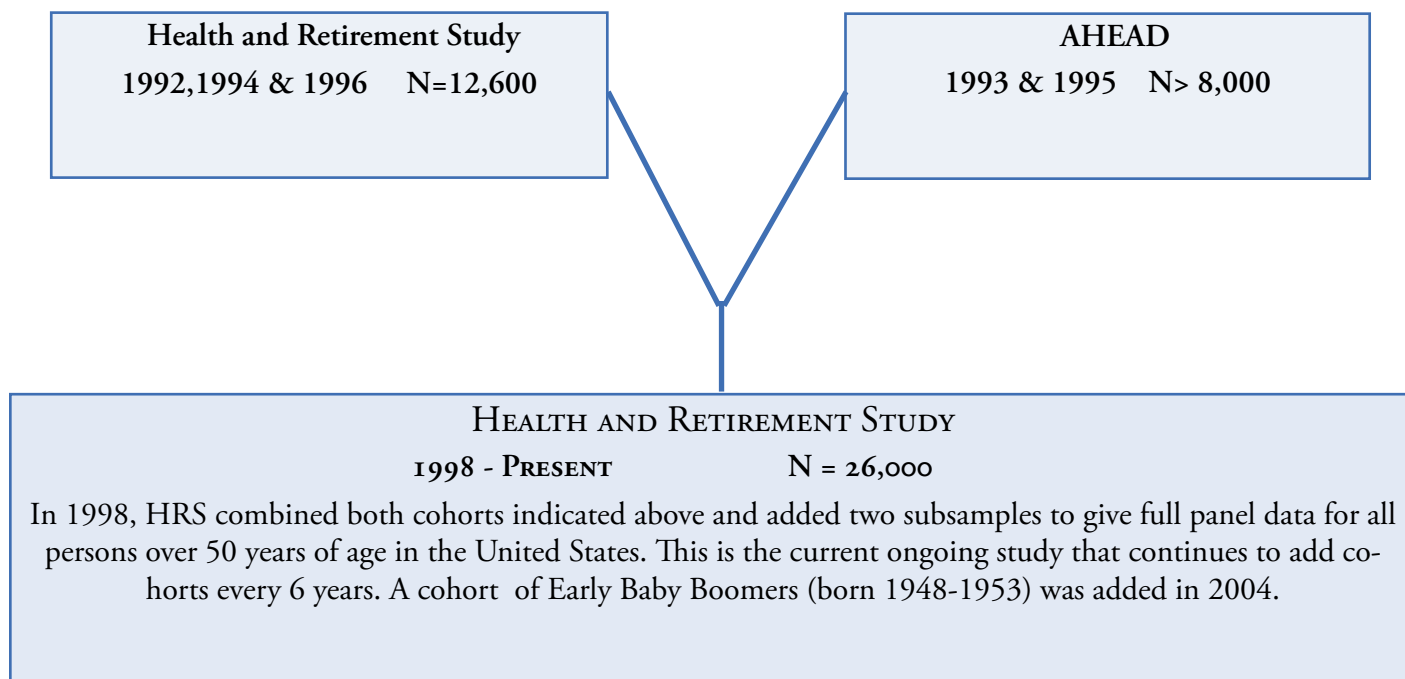 Health and Retirement Study
1992,1994 & 1996 N=12,600
AHEAD
1993 & 1995 N> 8,000
Health and Retirement Study
1998 - Present N = 26,000
In 1998, HRS combined both cohorts indicated above and added two subsamples to give full panel data for all
persons over 50 years of age in the United States. This is the current ongoing study that continues to add co-
horts every 6 years. A cohort of Early Baby Boomers (born 1948-1953) was added in 2004.